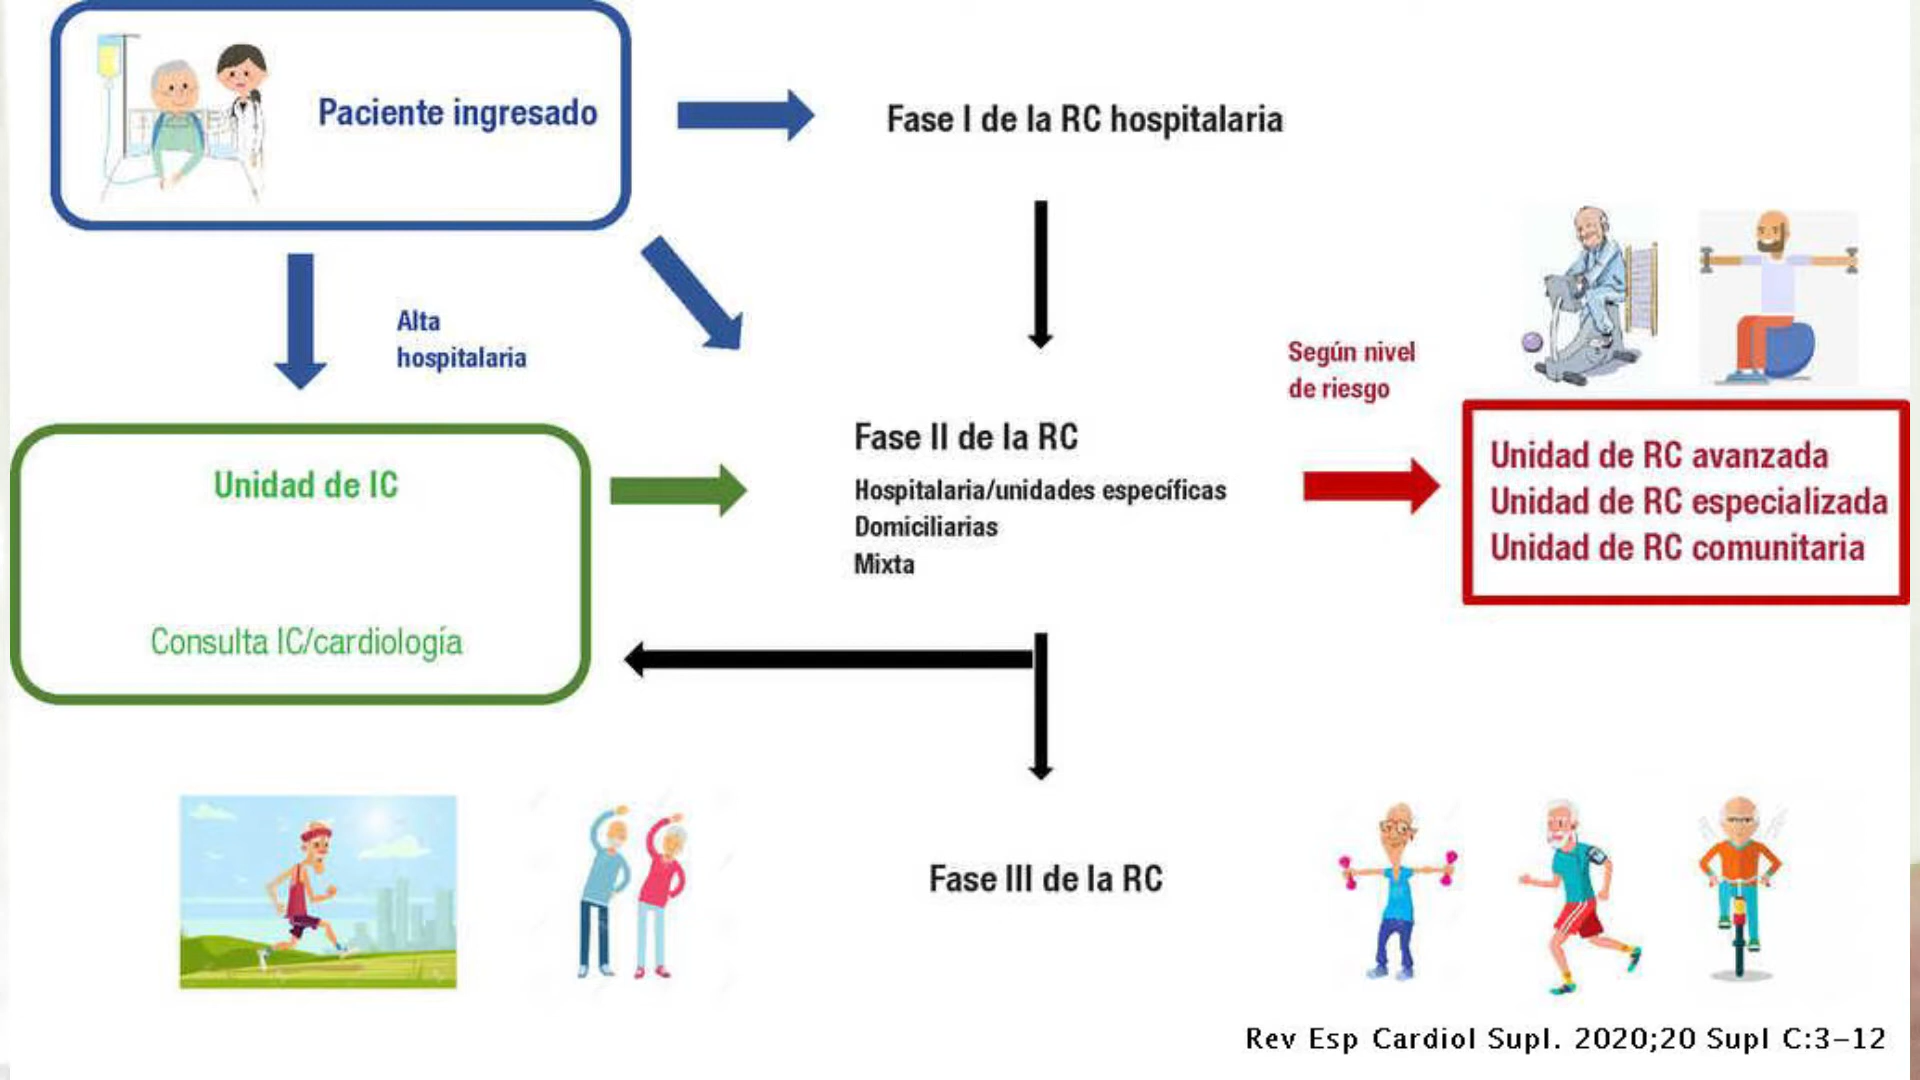 Paciente ingresado
Fase I de la RC hospitalaria
Alta
hospitalaria
Según nivel
de riesgo
Unidad de IC
Consulta IC/cardiología
Fase II de la RC
Hospitalaria/unidades específicas
Domiciliarias
Mixta
Unidad de RC avanzada
Unidad de RC especializada
Unidad de RC comunitaria
Fase III de la RC
Rev Esp Cardiol Supl. 2020;20 Supl C:3-12